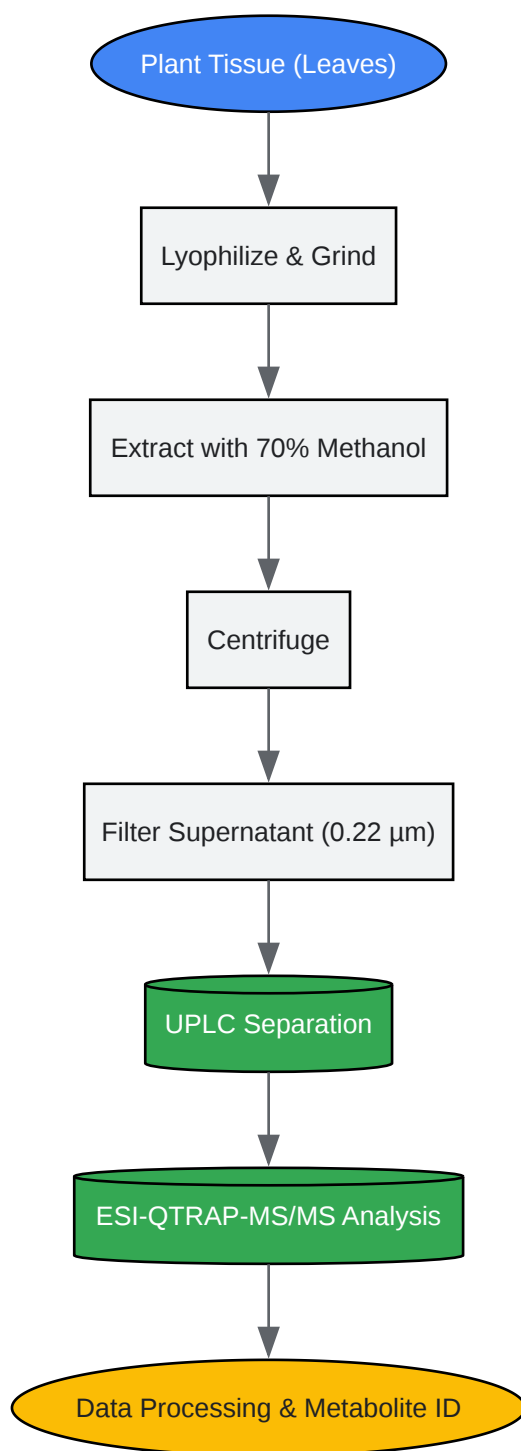 Plant Tissue (Leaves)
Lyophilize & Grind
Extract with 70% Methanol
Centrifuge
Filter Supernatant (0.22 µm)
UPLC Separation
ESI-QTRAP-MS/MS Analysis
Data Processing & Metabolite ID